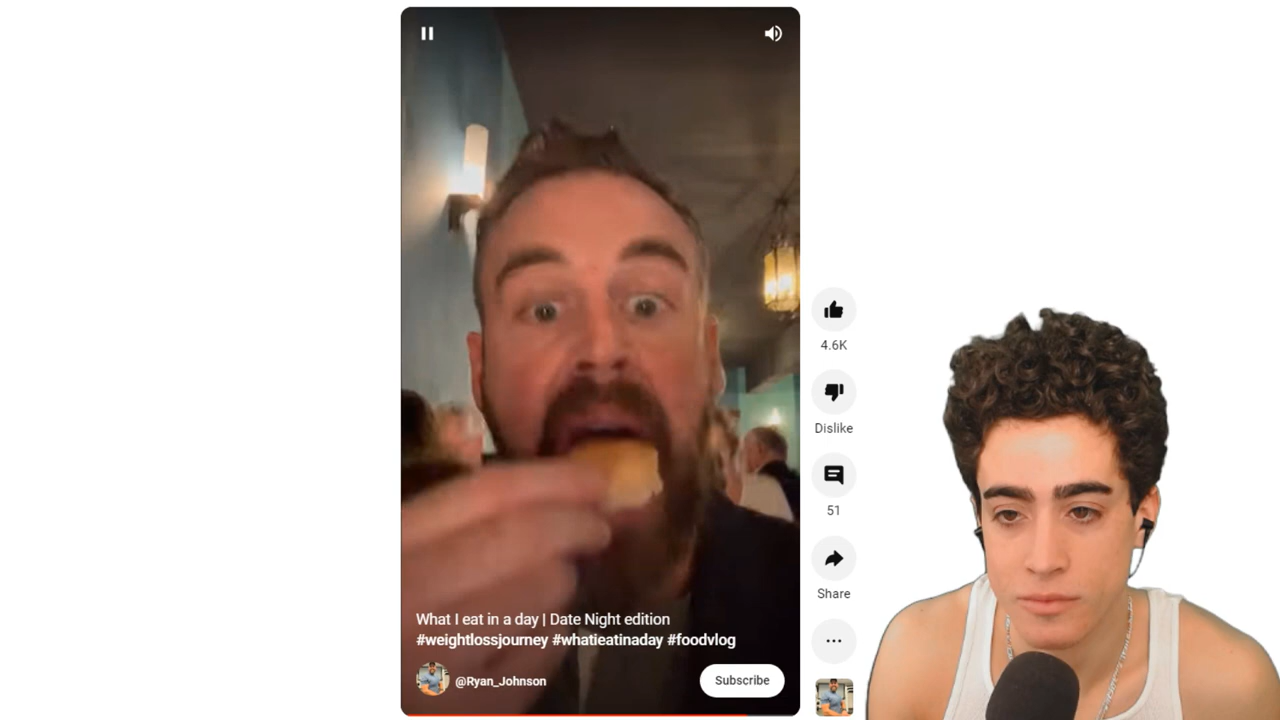 4.6K
Dislike
51
Share
What I eat in a day | Date Night edition
#weightlossjourney #whatieatinaday #foodvlog
@Ryan_Johnson
Subscribe